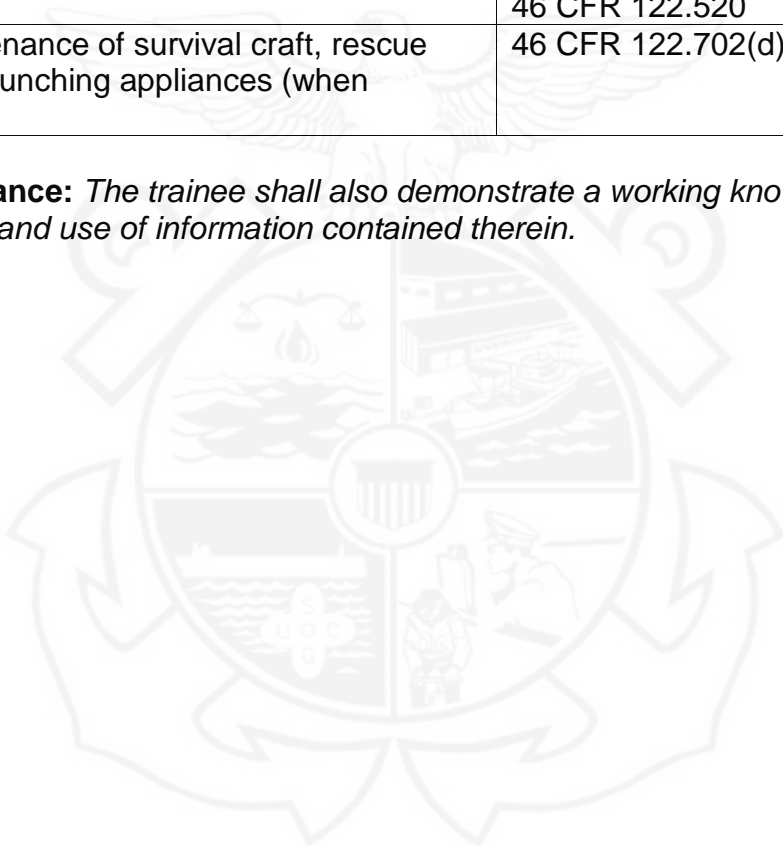 46 CFR 122.520
enance of survival craft, rescue
46 CFR 122.702(d)
unching appliances (when
ance: The trainee shall also demonstrate a working kno
and use of information contained therein.
S
U O C
G